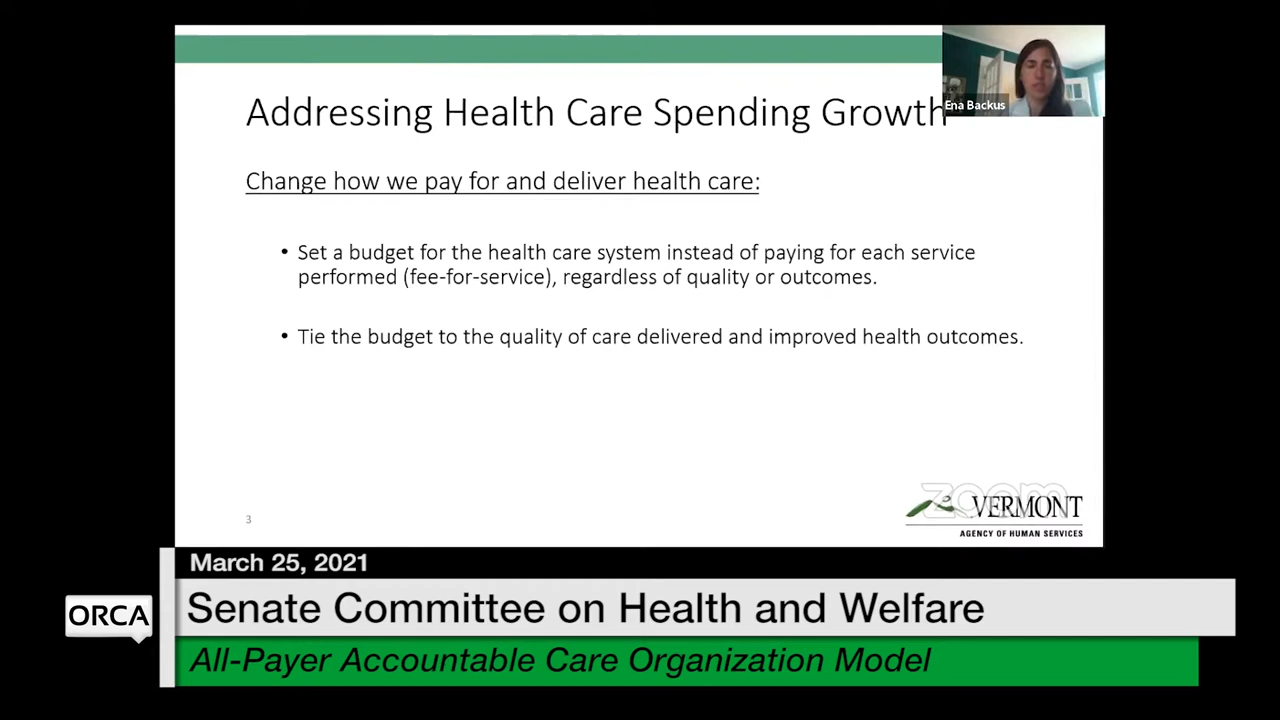 Addressing Health Care Spending Growth
Ena Backus
Change how we pay for and deliver health care:
• Set a budget for the health care system instead of paying for each service
performed (fee-for-service), regardless of quality or outcomes.
• Tie the budget to the quality of care delivered and improved health outcomes.
3
zoom
VERMONT
AGENCY OF HUMAN SERVICES
March 25, 2021
ORCA
Senate Committee on Health and Welfare
All-Payer Accountable Care Organization Model